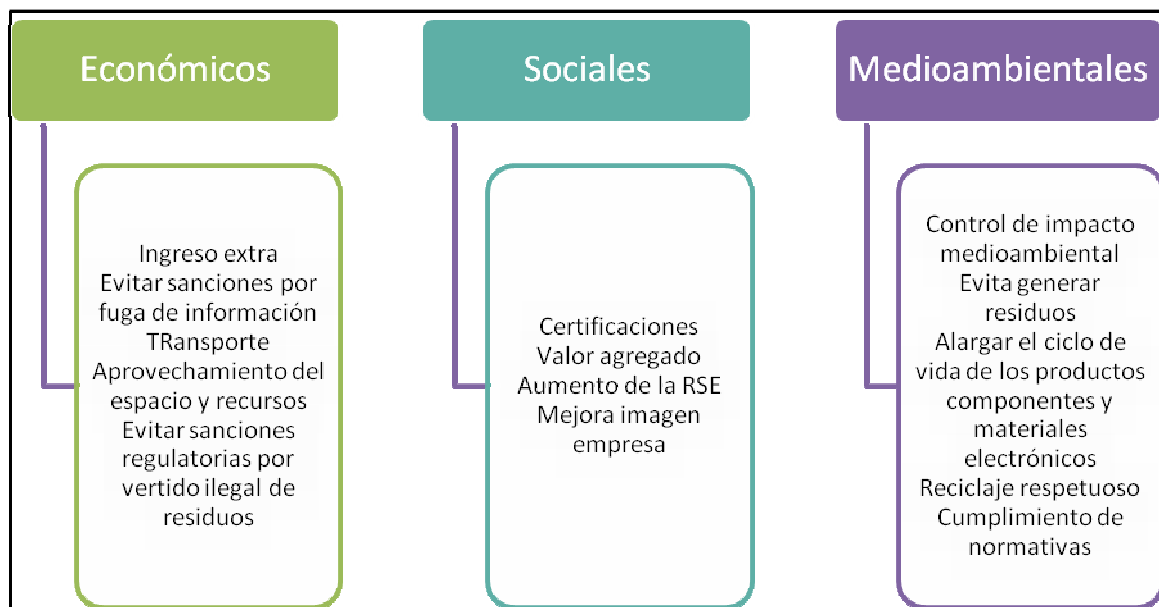 Económicos
Ingreso extra
Evitar sanciones por
fuga de información
TRansporte
Aprovechamiento del
espacio y recursos
Evitar sanciones
regulatorias por
vertido ilegal de
residuos
Sociales
Certificaciones
Valor agregado
Aumento de la RSE
Mejora imagen
empresa
Medioambientales
Control de impacto
medioambiental
Evita generar
residuos
Alargar el ciclo de
vida de los productos
componentes y
materiales
electrónicos
Reciclaje respetuoso
Cumplimiento de
normativas